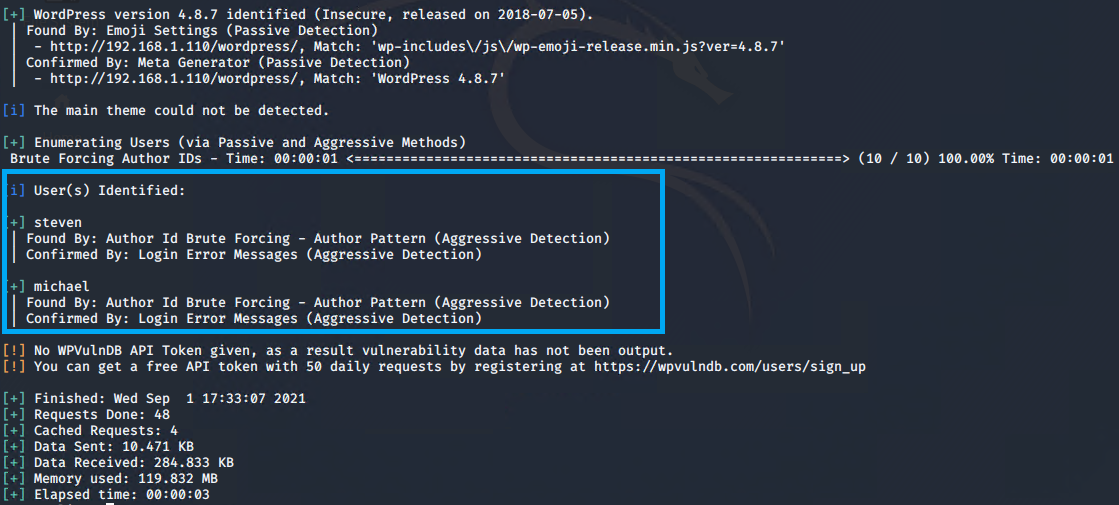 [+] WordPress version 4.8.7 identified (Insecure, released on 2018-07-05).
| Found By: Emoji Settings (Passive Detection)
|  - http://192.168.1.110/wordpress/, Match: 'wp-includes\/js\/wp-emoji-release.min.js?ver=4.8.7'
| Confirmed By: Meta Generator (Passive Detection)
|  - http://192.168.1.110/wordpress/, Match: 'WordPress 4.8.7'
[i] The main theme could not be detected.
[+] Enumerating Users (via Passive and Aggressive Methods)
Brute Forcing Author IDs - Time: 00:00:01 <=============================================================> (10 / 10) 100.00% Time: 00:00:01
[i] User(s) Identified:
[+] steven
| Found By: Author Id Brute Forcing - Author Pattern (Aggressive Detection)
| Confirmed By: Login Error Messages (Aggressive Detection)
[+] michael
| Found By: Author Id Brute Forcing - Author Pattern (Aggressive Detection)
| Confirmed By: Login Error Messages (Aggressive Detection)
[!] No WPVulnDB API Token given, as a result vulnerability data has not been output.
[!] You can get a free API token with 50 daily requests by registering at https://wpvulndb.com/users/sign_up
[+] Finished: Wed Sep  1 17:33:07 2021
[+] Requests Done: 48
[+] Cached Requests: 4
[+] Data Sent: 10.471 KB
[+] Data Received: 284.833 KB
[+] Memory used: 119.832 MB
[+] Elapsed time: 00:00:03